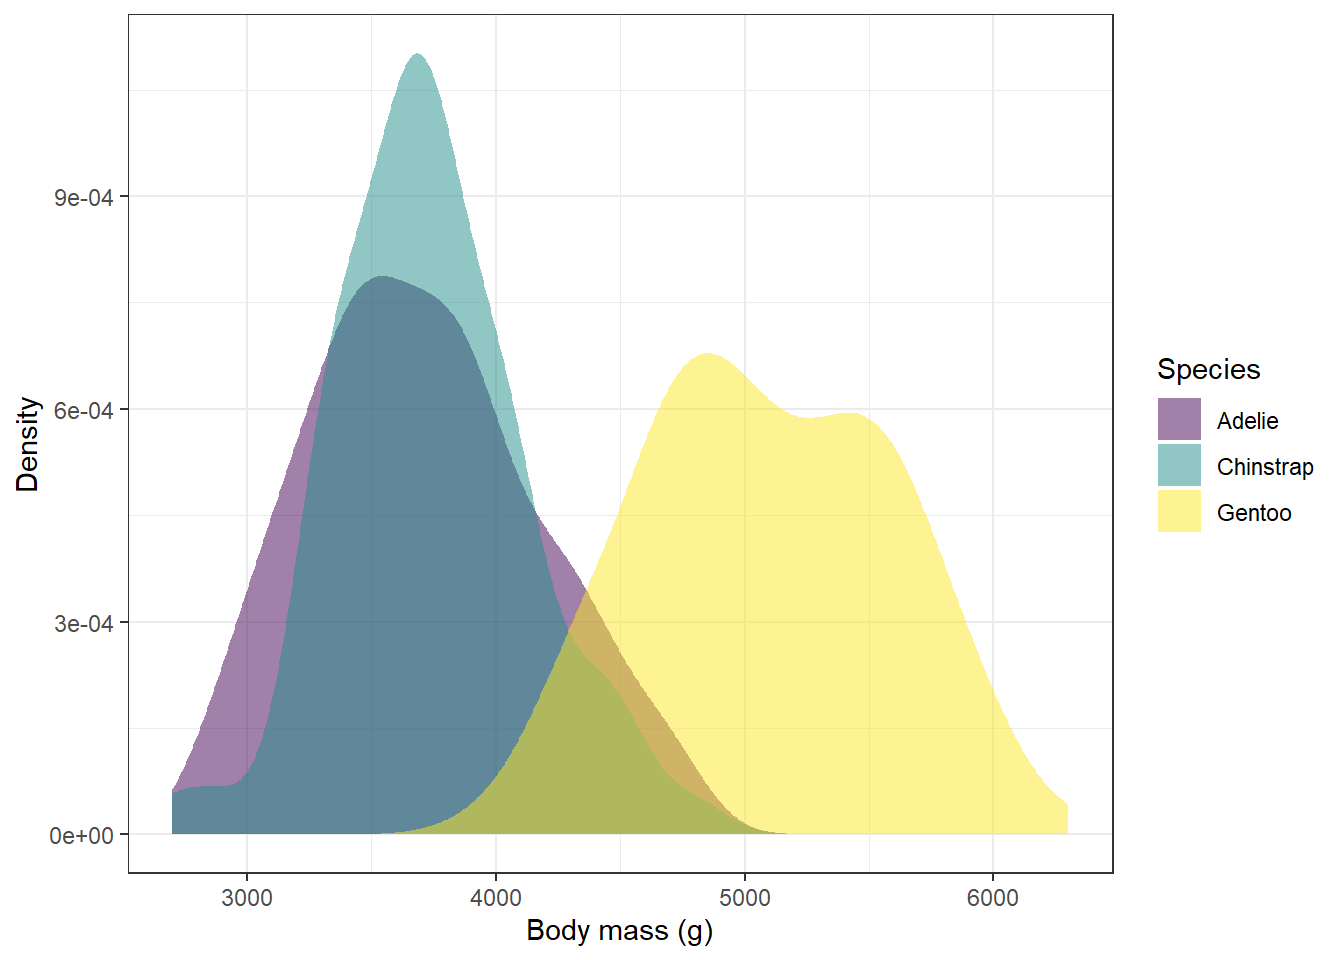 Density
9e-04
6e-04
3e-04
0e+00
3000 4000 5000 6000
Body mass (g)
Species
Adelie
Chinstrap
Gentoo